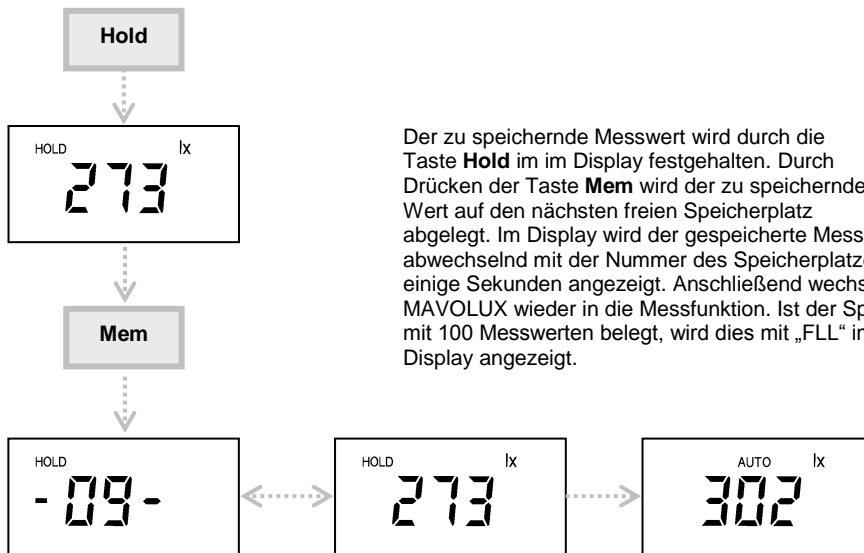 Hold
HOLD lx
273
Der zu speichernde Messwert wird durch die
Taste Hold im im Display festgehalten. Durch
Drücken der Taste Mem wird der zu speichernde
Wert auf den nächsten freien Speicherplatz
abgelegt. Im Display wird der gespeicherte
abwechselnd mit der Nummer des
einige Sekunden angezeigt. Anschließend
MAVOLUX wieder in die Messfunktion. Ist der
mit 100 Messwerten belegt, wird dies mit „FLL“
Display angezeigt.
Mem
HOLD
-09-
HOLD lx
273
AUTO lx
302